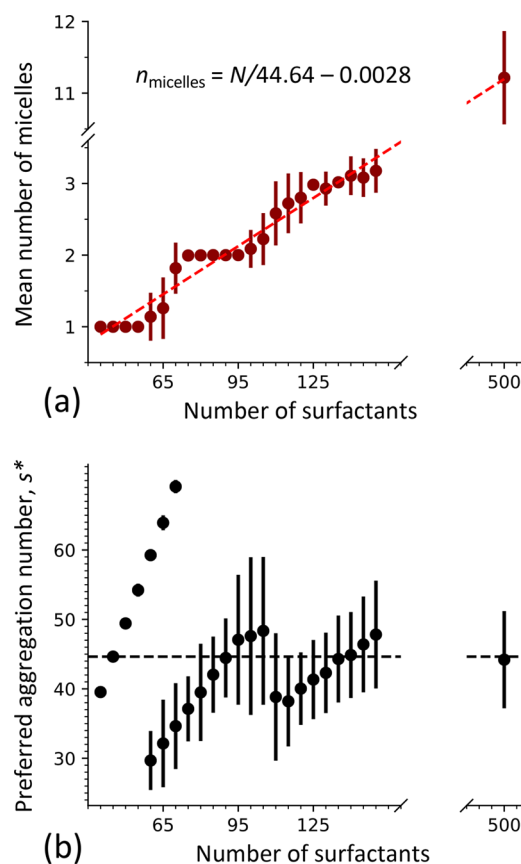 12
n_micelles = N/44.64 – 0.0028
11
Mean number of micelles
3
2
1
65
95
125
500
(a)
Number of surfactants
Preferred aggregation number, s*
60
50
40
30
65
95
125
500
(b)
Number of surfactants